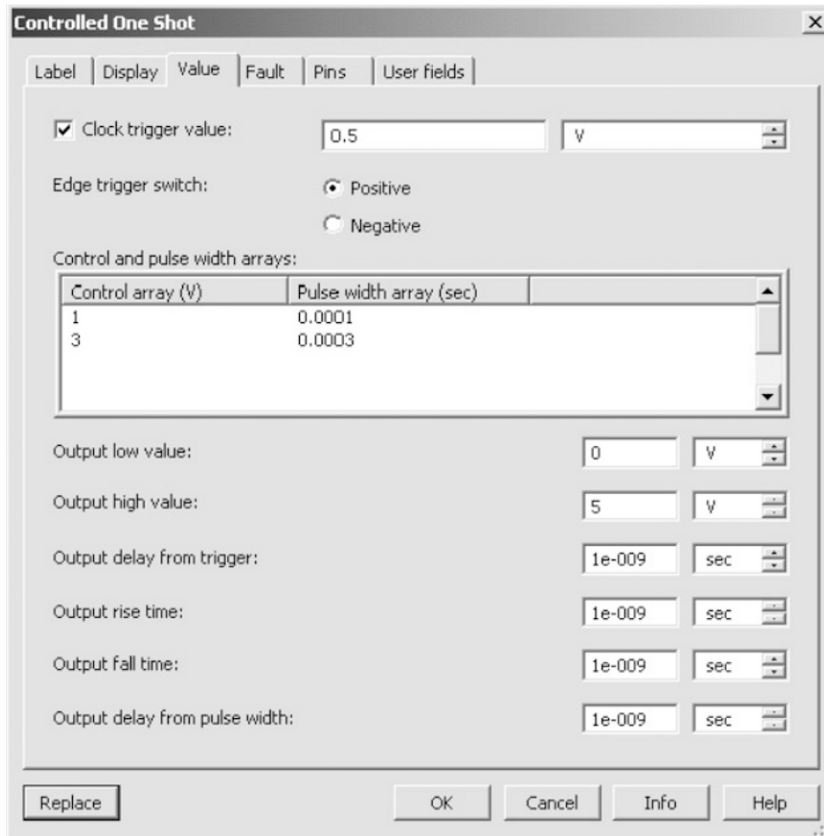 Controlled One Shot
Label Display Value Fault Pins User fields
Clock trigger value: 0.5 V
Edge trigger switch: Positive
Negative
Control and pulse width arrays:
Control array (V) Pulse width array (sec)
1 0.0001
3 0.0003
Output low value: 0 V
Output high value: 5 V
Output delay from trigger: 1e-009 sec
Output rise time: 1e-009 sec
Output fall time: 1e-009 sec
Output delay from pulse width: 1e-009 sec
Replace OK Cancel Info Help